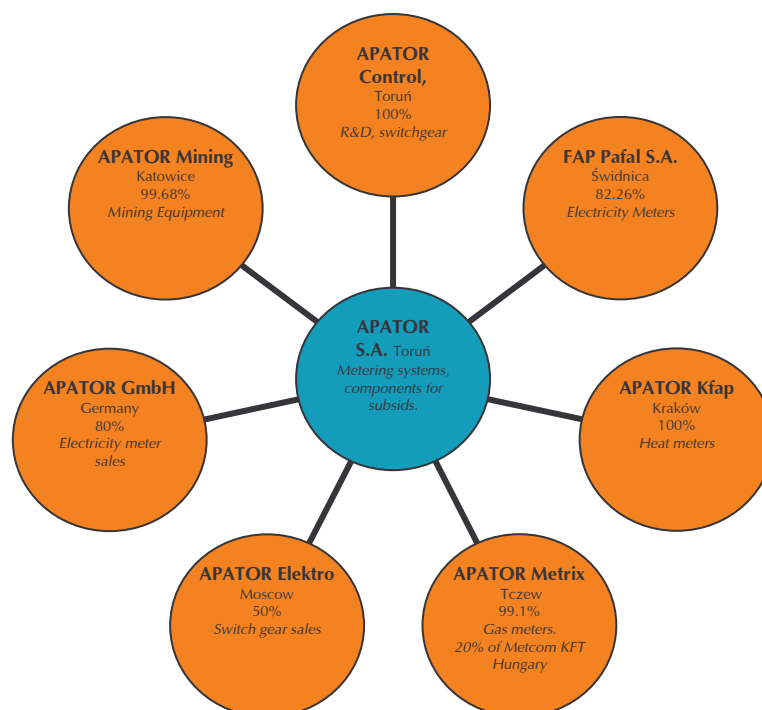 APATOR
Control,
Toruń
100%
R&D, switchgear
APATOR Mining
Katowice
99.68%
Mining Equipment
FAP Pafal S.A.
Świdnica
82.26%
Electricity Meters
APATOR
S.A. Toruń
Metering systems,
components for
subsids.
APATOR GmbH
Germany
80%
Electricity meter
sales
APATOR Kfap
Kraków
100%
Heat meters
APATOR Elektro
Moscow
50%
Switch gear sales
APATOR Metrix
Tczew
99.1%
Gas meters.
20% of Metcom KFT
Hungary